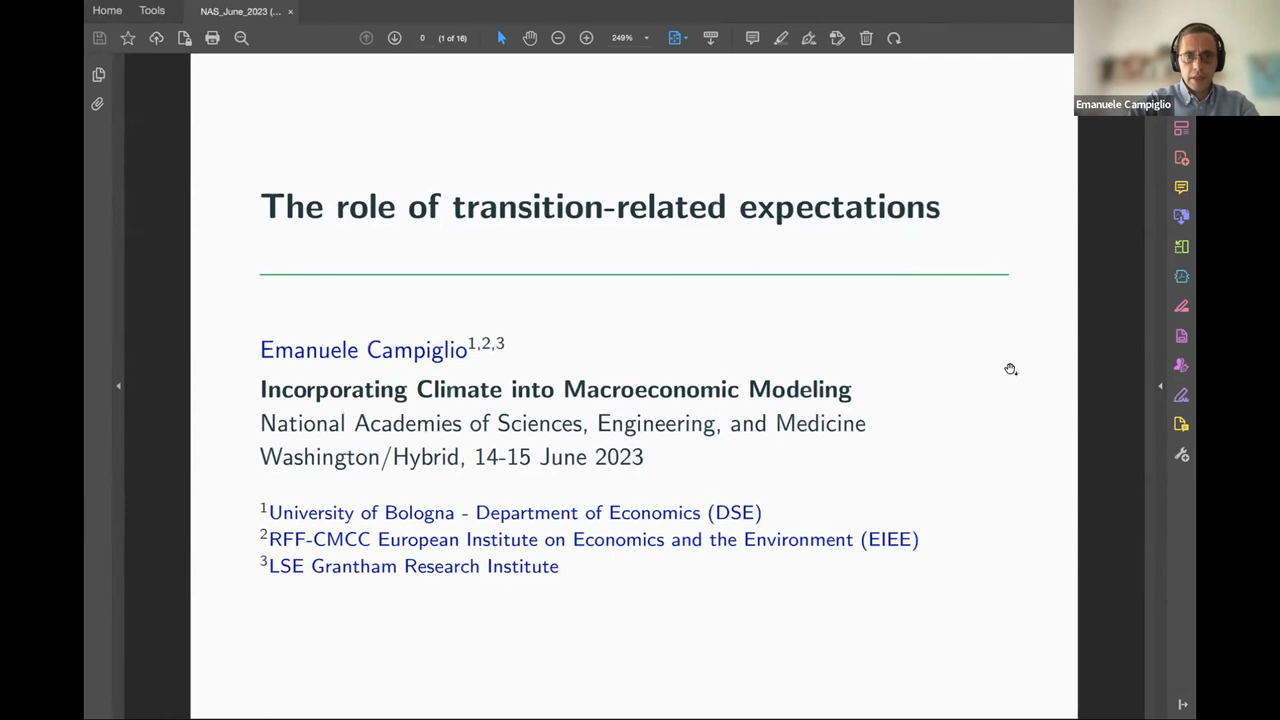 Home Tools NAS_June_2023 (... ×
0 (1 of 16) 249%
Emanuele Campiglio
The role of transition-related expectations
Emanuele Campiglio1,2,3
Incorporating Climate into Macroeconomic Modeling
National Academies of Sciences, Engineering, and Medicine
Washington/Hybrid, 14-15 June 2023
1University of Bologna - Department of Economics (DSE)
2RFF-CMCC European Institute on Economics and the Environment (EIEE)
3LSE Grantham Research Institute